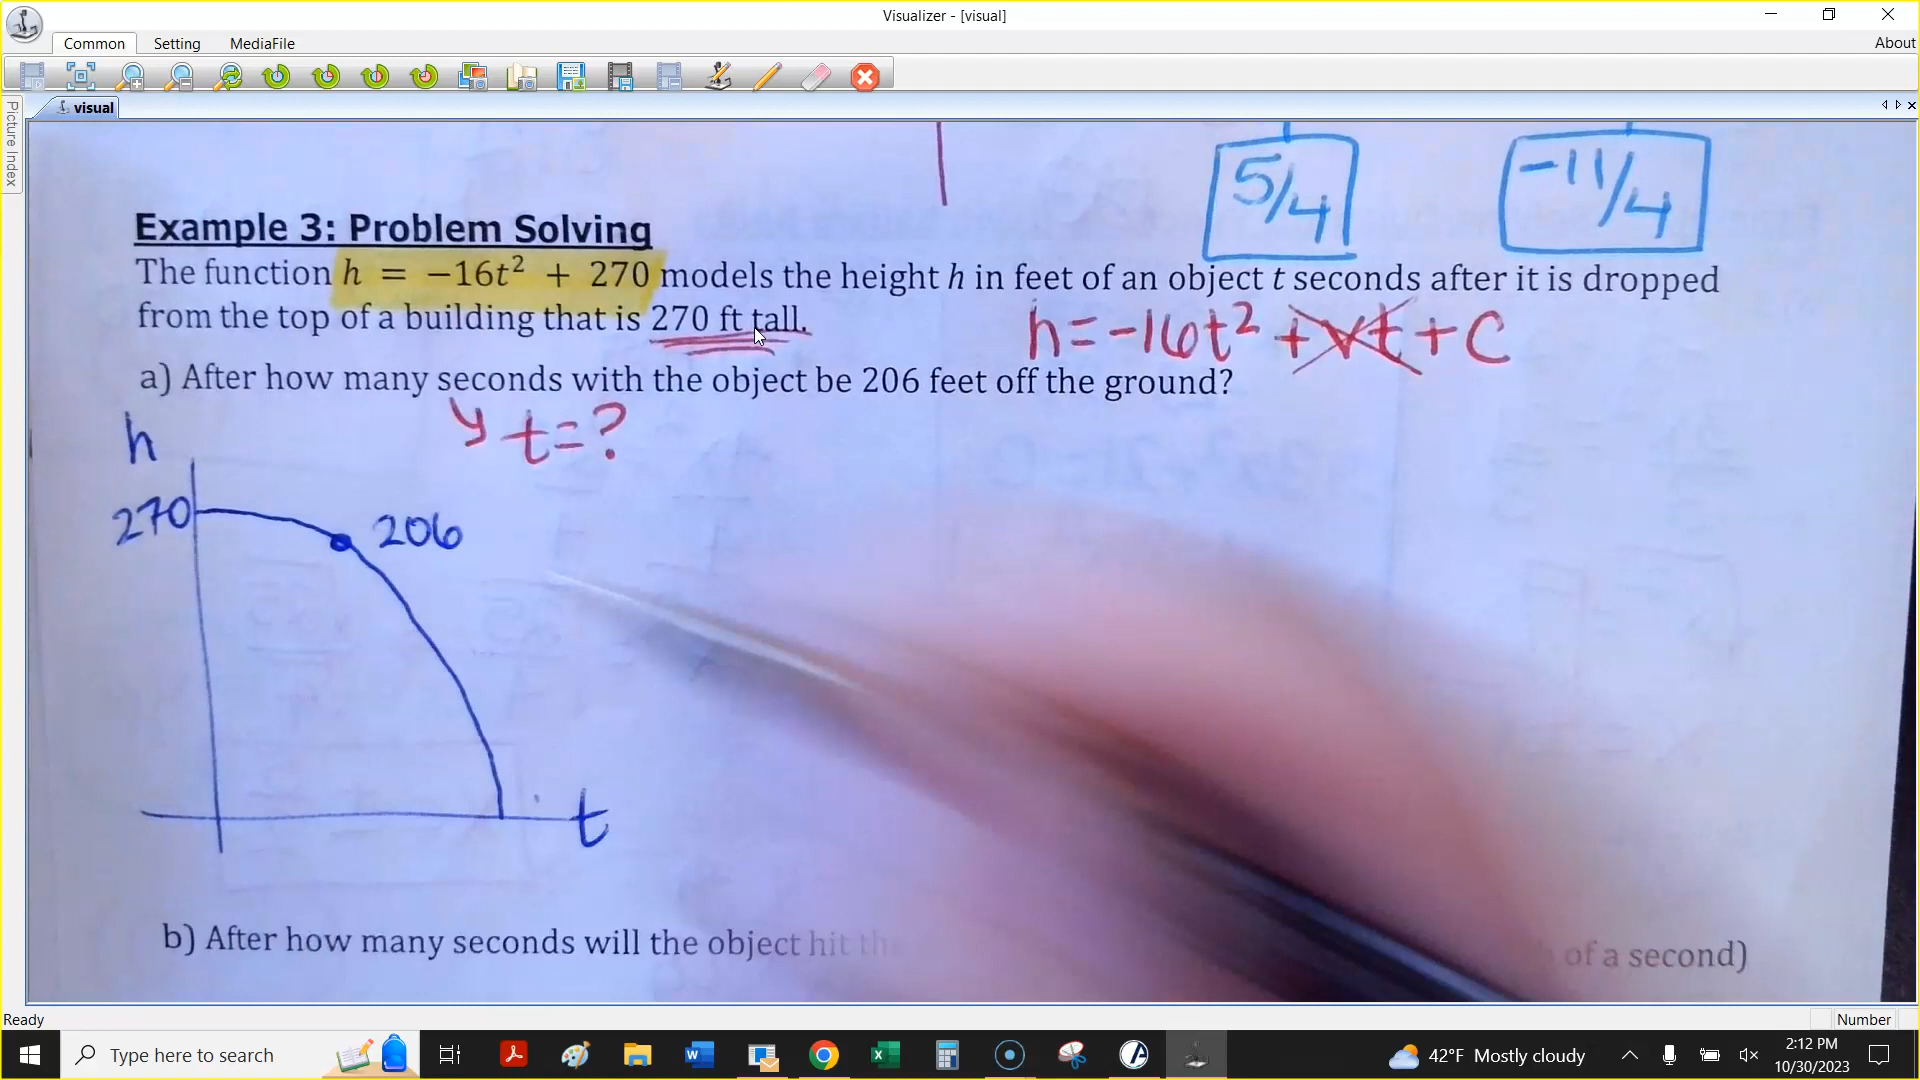 Visualizer - [visual]
Common Setting MediaFile About
visual
Picture Index
5/4 -11/4
Example 3: Problem Solving
The function h = −16t² + 270 models the height h in feet of an object t seconds after it is dropped
from the top of a building that is 270 ft tall.
h=-16t² +vt +C
a) After how many seconds with the object be 206 feet off the ground?
t=?
h
270 206
t
b) After how many seconds will the object hit the
of a second)
Ready Number
Type here to search
42°F Mostly cloudy
2:12 PM
10/30/2023